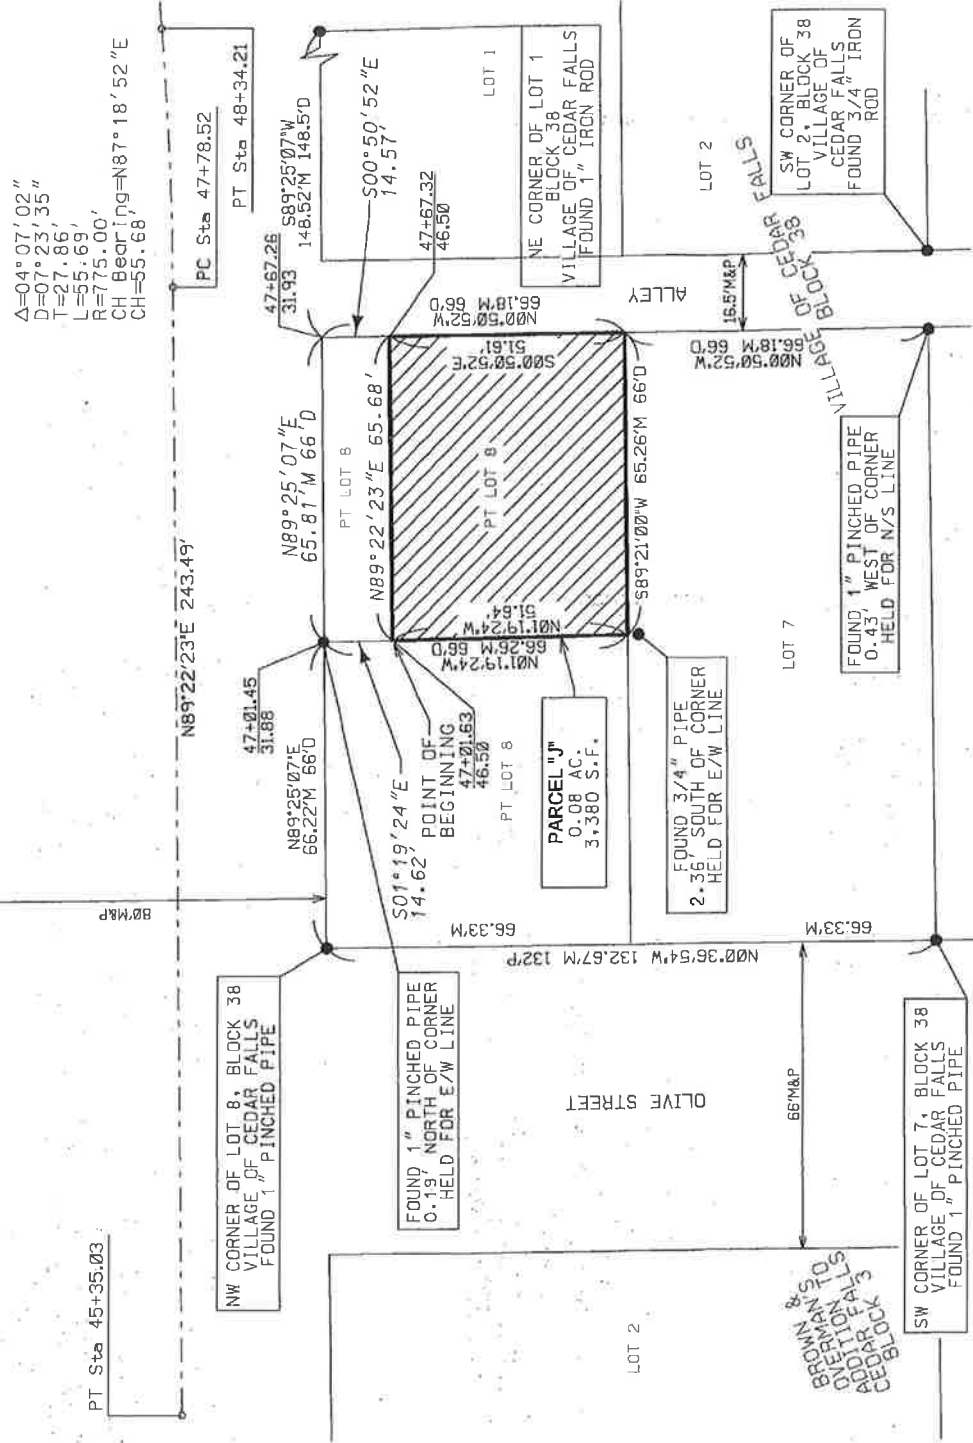 Δ=04°07'02"
D=07°23'35"
T=27.86'
L=55.69'
R=775.00'
CH Bearing=N87°18'52"E
CH=55.68'
PT Sta 45+35.03
N89°22'23"E 243.49'
PC Sta 47+78.52
PT Sta 48+34.21
80'M&P
NW CORNER OF LOT 8, BLOCK 38
VILLAGE OF CEDAR FALLS
FOUND 1" PINCHED PIPE
N89°25'07"E
66.22'M 66'D
47+01.45
31.88
N89°25'07"E
65.81'M 66'D
47+67.26
31.93
S89°25'07"W
148.52'M 148.5'D
S00°50'52"E
14.57'
47+67.32
46.50
LOT 1
NE CORNER OF LOT 1
BLOCK 38
VILLAGE OF CEDAR FALLS
FOUND 1" IRON ROD
FOUND 1" PINCHED PIPE
0.19' NORTH OF CORNER
HELD FOR E/W LINE
S01°19'24"E
14.62'
POINT OF
BEGINNING
47+01.63
46.50
PT LOT 8
PT LOT 8
N89°22'23"E 65.68'
PT LOT 8
N01°19'24"W
66.26'M 66'D
N01°19'24"W
51.64'
S00°50'52"E
51.61'
N00°50'52"W
66.18'M 66'D
ALLEY
PARCEL "J"
0.08 AC.
3,380 S.F.
S89°21'00"W 65.26'M 66'D
FOUND 3/4" PIPE
2.36' SOUTH OF CORNER
HELD FOR E/W LINE
66.33'M
N00°36'54"W 132.67'M 132'P
66.33'M
OLIVE STREET
66'M&P
LOT 7
N00°50'52"W
66.18'M 66'D
16.5'M&P
VILLAGE OF CEDAR FALLS
BLOCK 38
LOT 2
SW CORNER OF
LOT 2, BLOCK 38
VILLAGE OF
CEDAR FALLS
FOUND 3/4" IRON
ROD
FOUND 1" PINCHED PIPE
0.43' WEST OF CORNER
HELD FOR N/S LINE
LOT 2
BROWN &
OVERMAN'S
ADDITION TO
CEDAR FALLS
BLOCK 3
SW CORNER OF LOT 7, BLOCK 38
VILLAGE OF CEDAR FALLS
FOUND 1" PINCHED PIPE